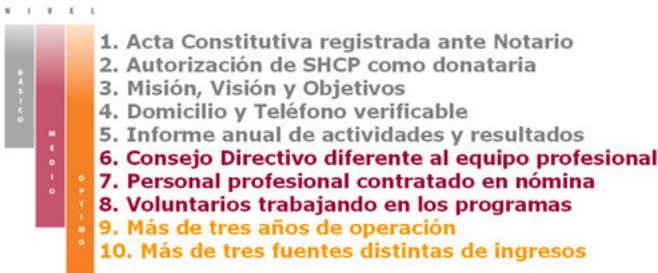 NIVEL
BASICO
MEDIO
ÓPTIMO
1. Acta Constitutiva registrada ante Notario
2. Autorización de SHCP como donataria
3. Misión, Visión y Objetivos
4. Domicilio y Teléfono verificable
5. Informe anual de actividades y resultados
6. Consejo Directivo diferente al equipo profesional
7. Personal profesional contratado en nómina
8. Voluntarios trabajando en los programas
9. Más de tres años de operación
10. Más de tres fuentes distintas de ingresos